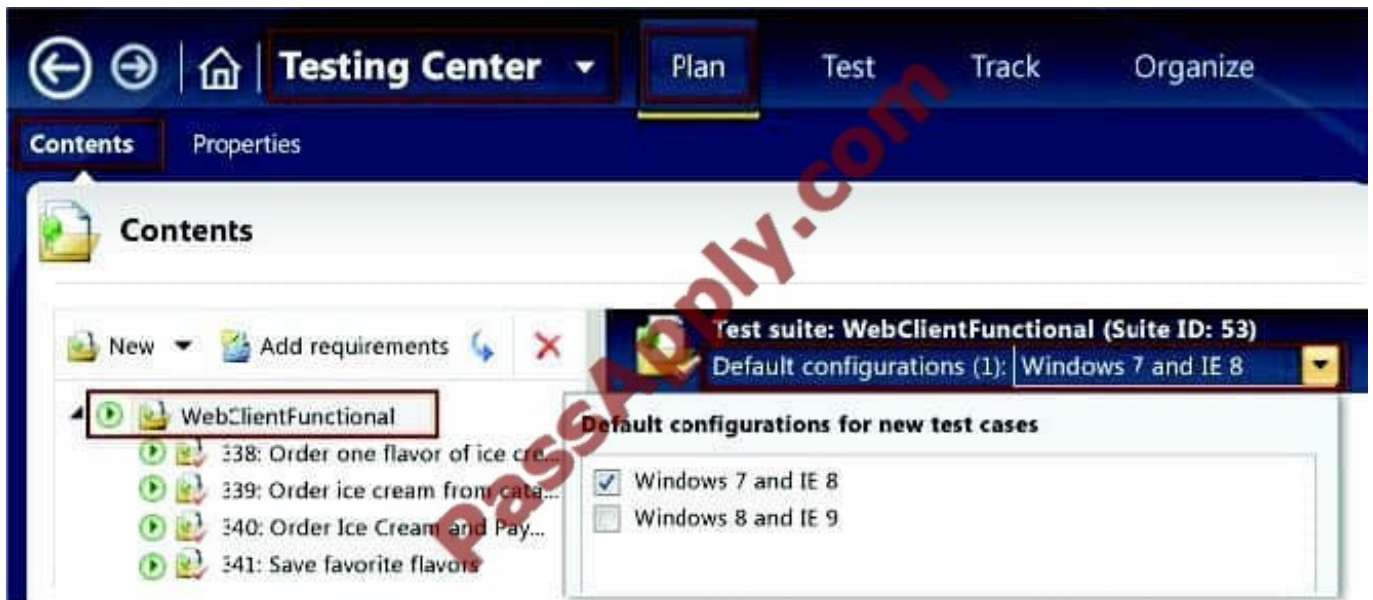 Testing Center Plan Test Track Organize
Contents Properties
Contents
New Add requirements
Test suite: WebClientFunctional (Suite ID: 53)
Default configurations (1): Windows 7 and IE 8
WebClientFunctional
Default configurations for new test cases
338: Order one flavor of ice cre...
Windows 7 and IE 8
339: Order ice cream from cata...
Windows 8 and IE 9
340: Order Ice Cream and Pay...
341: Save favorite flavors
PassApply.com